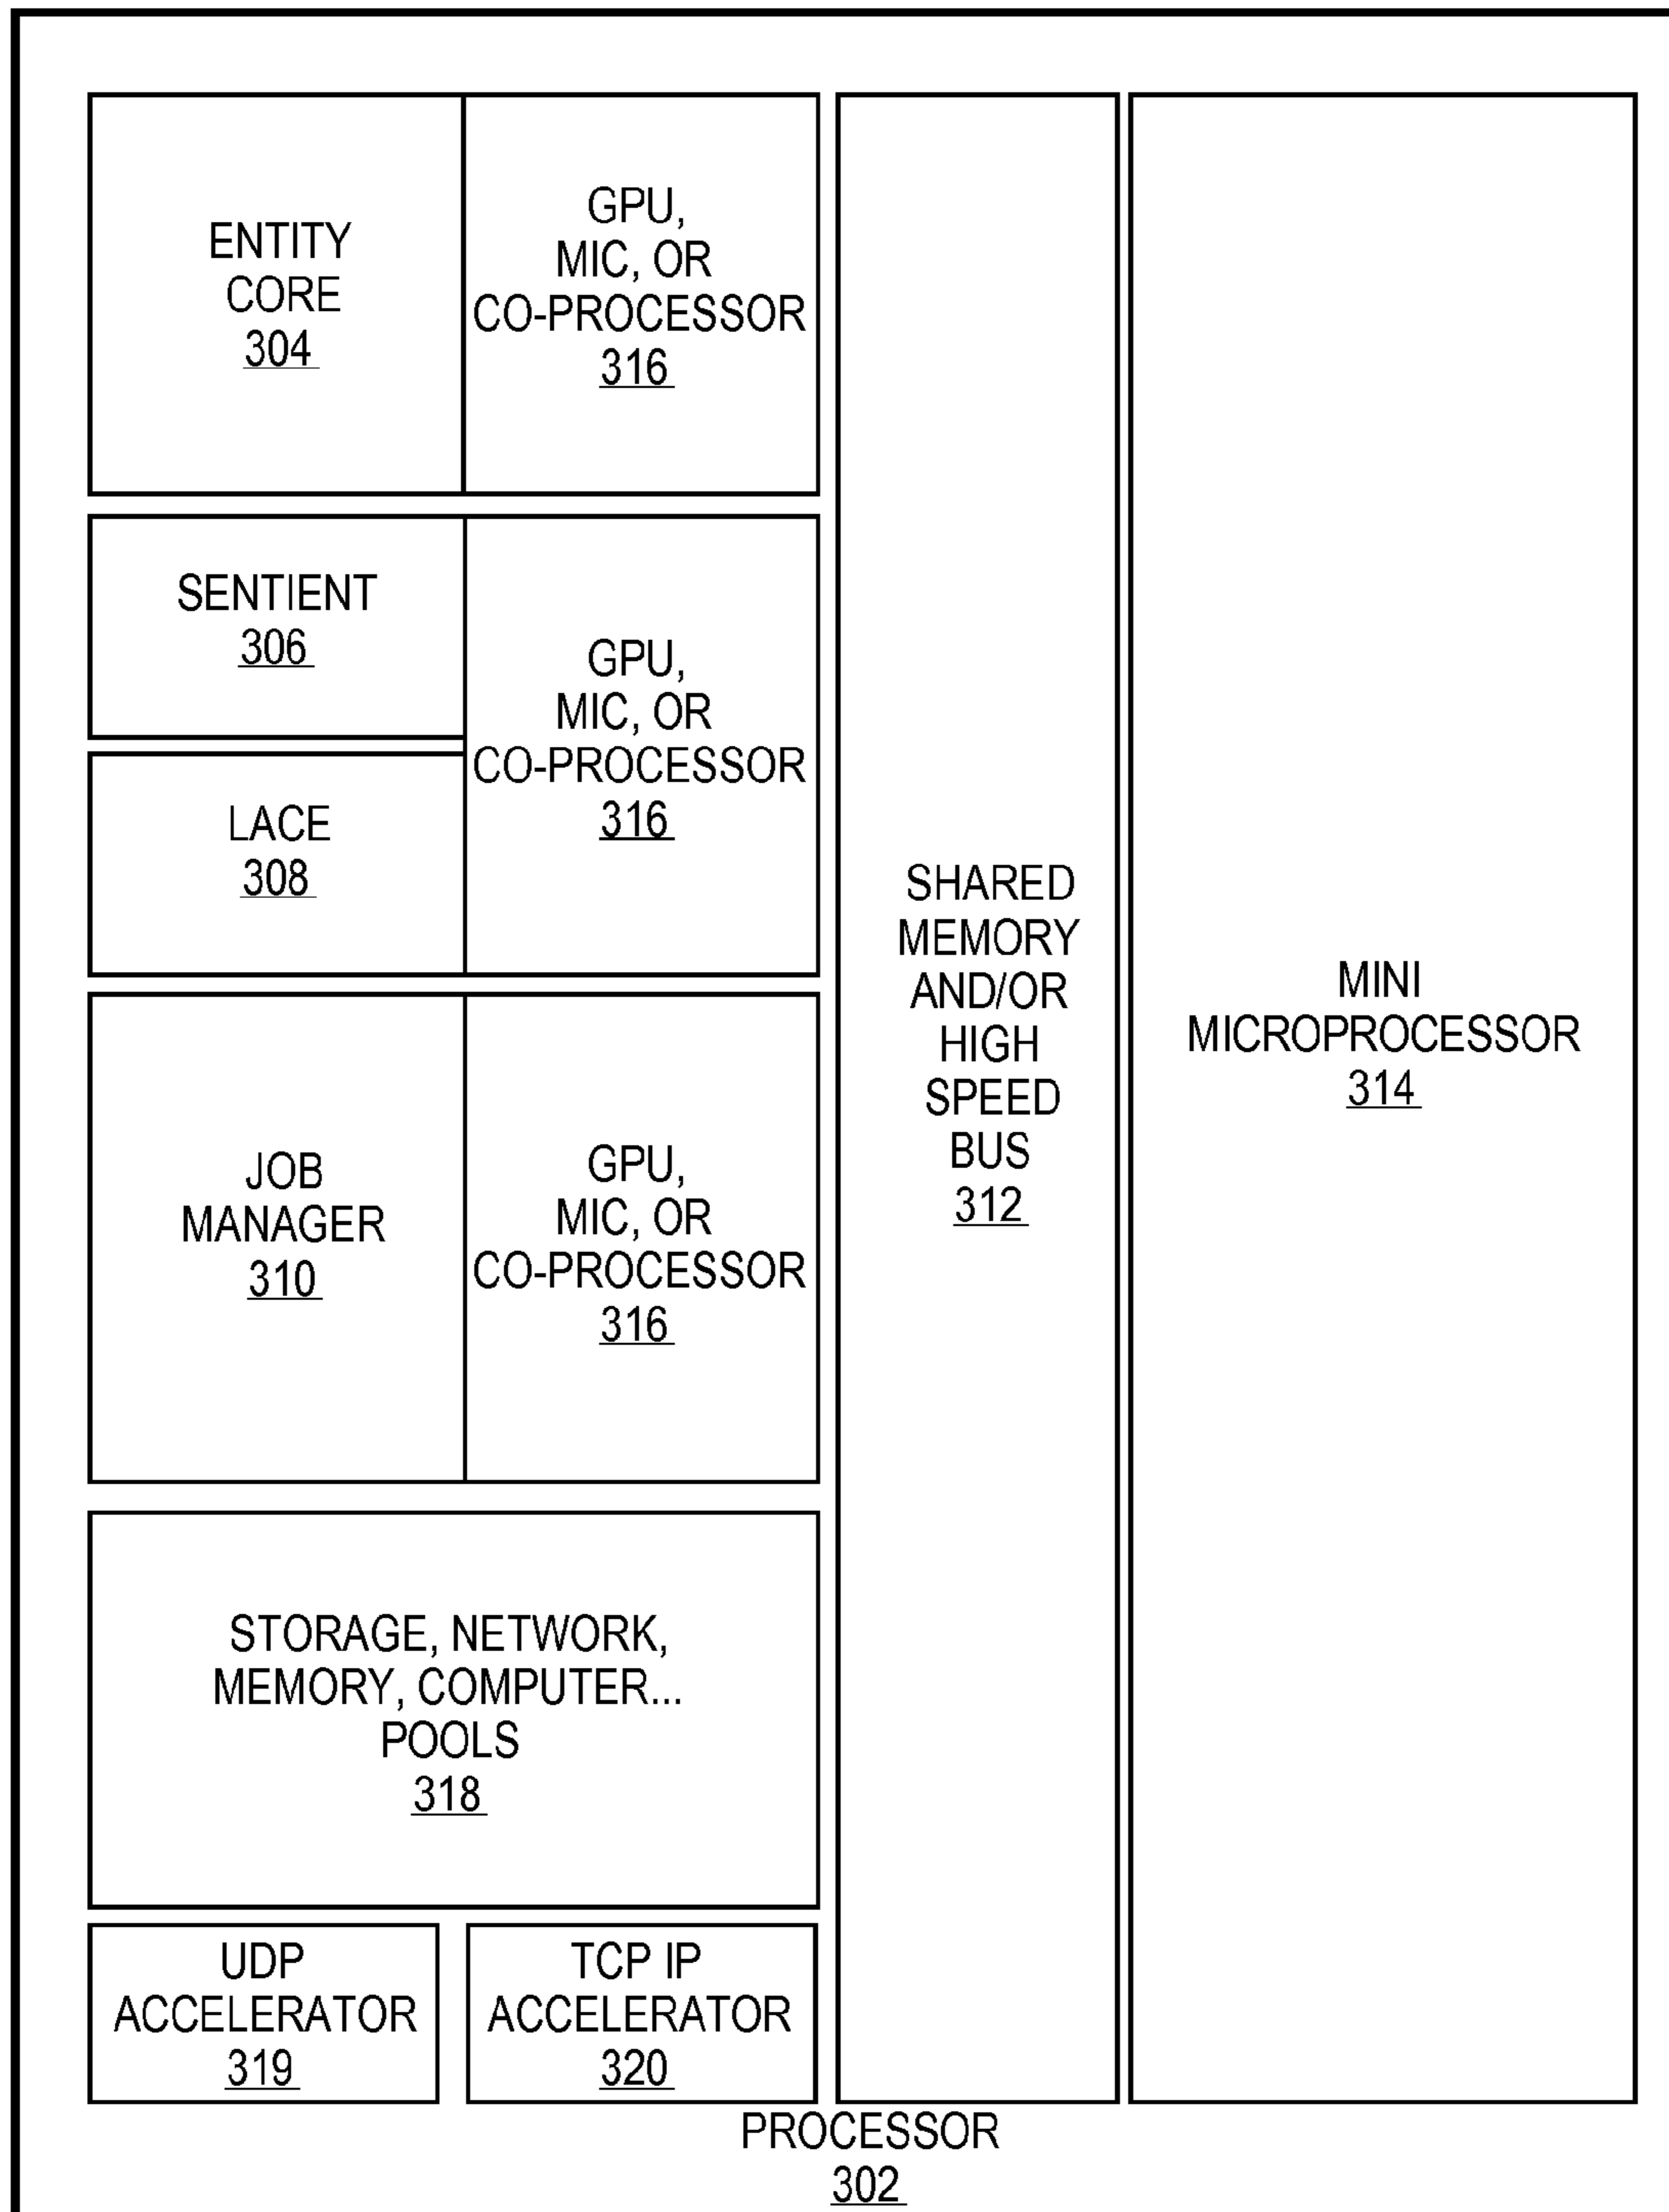 ENTITY
CORE
304
GPU,
MIC, OR
CO-PROCESSOR
316
SENTIENT
306
GPU,
MIC, OR
CO-PROCESSOR
316
LACE
308
JOB
MANAGER
310
GPU,
MIC, OR
CO-PROCESSOR
316
STORAGE, NETWORK,
MEMORY, COMPUTER...
POOLS
318
UDP
ACCELERATOR
319
TCP IP
ACCELERATOR
320
SHARED
MEMORY
AND/OR
HIGH
SPEED
BUS
312
MINI
MICROPROCESSOR
314
PROCESSOR
302